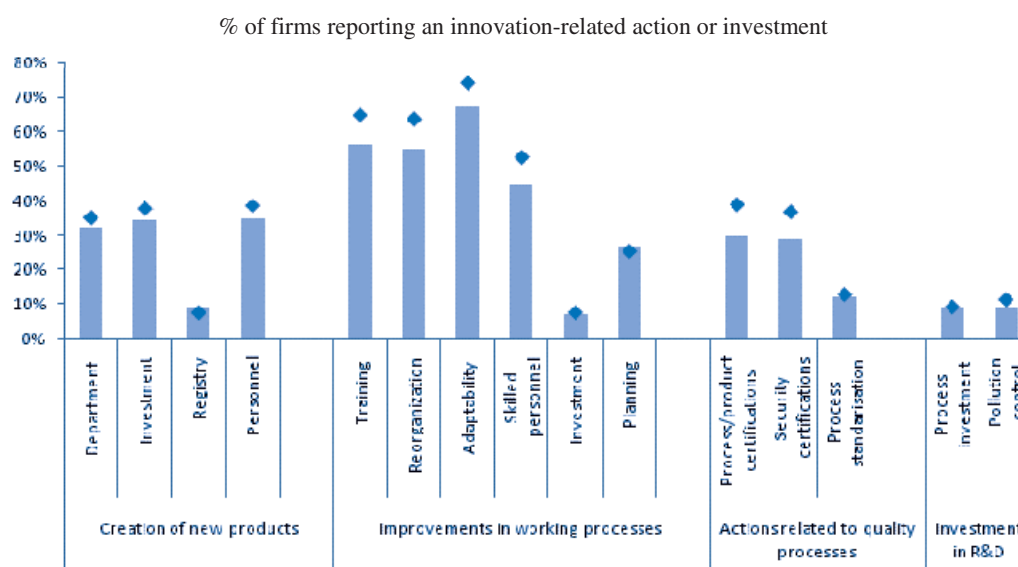 % of firms reporting an innovation-related action or investment
80%
70%
60%
50%
40%
30%
20%
10%
0%
Department
Investment
Registry
Personnel
Training
Reorganization
Adaptability
Skilled
personnel
Investment
Planning
Process/product
certifications
Security
certifications
Process
standarisation
Process
investment
Pollution
control
Creation of new products
Improvements in working processes
Actions related to quality
processes
Investment
in R&D